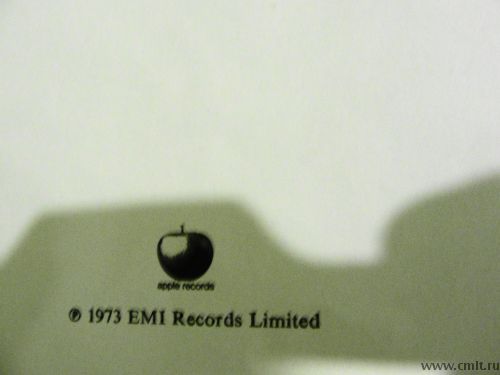 apple records
℗ 1973 EMI Records Limited
www.cmlt.ru